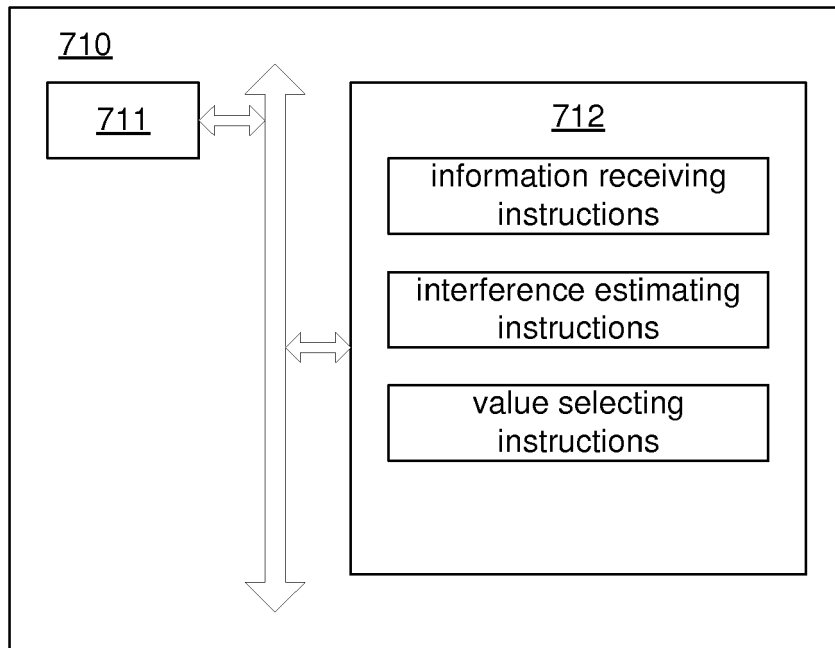 710
711
712
information receiving
instructions
interference estimating
instructions
value selecting
instructions